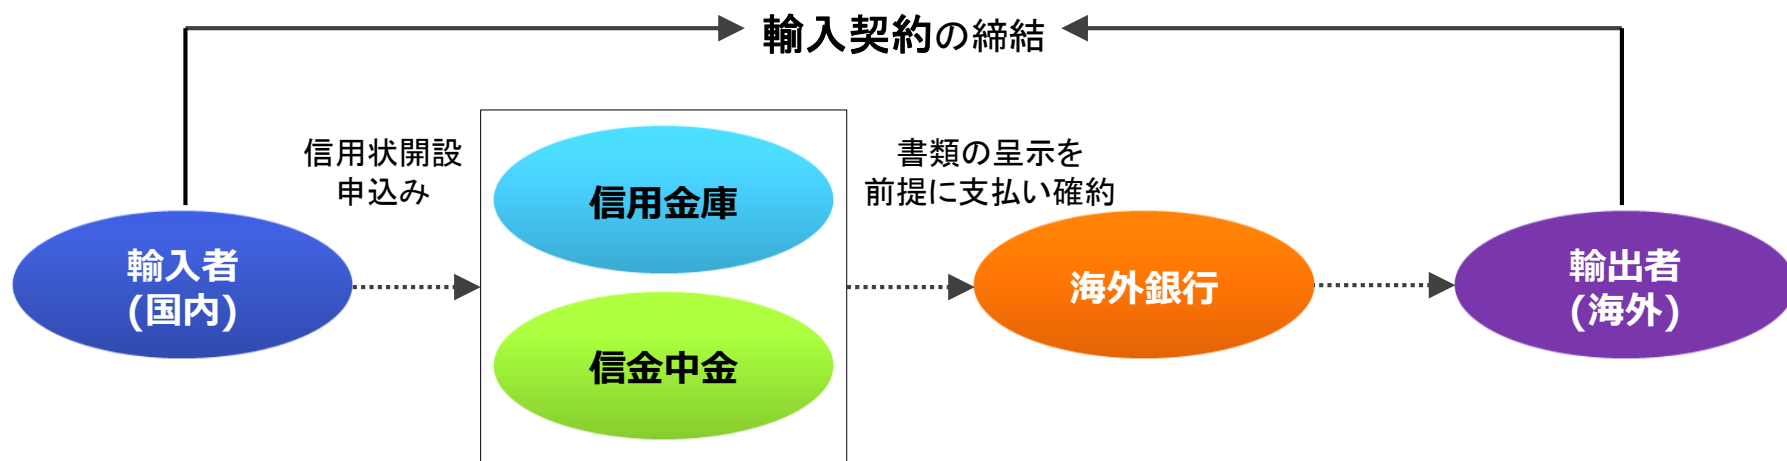 輸入契約の締結
信用状開設
申込み
信用金庫
書類の呈示を
前提に支払い確約
輸入者
(国内)
海外銀行
輸出者
(海外)
信金中金